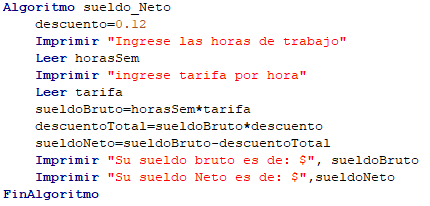 Algoritmo sueldo_Neto
descuento=0.12
Imprimir "Ingrese las horas de trabajo"
Leer horasSem
Imprimir "ingrese tarifa por hora"
Leer tarifa
sueldoBruto=horasSem*tarifa
descuentoTotal=sueldoBruto*descuento
sueldoNeto=sueldoBruto-descuentoTotal
Imprimir "Su sueldo bruto es de: $", sueldoBruto
Imprimir "Su sueldo Neto es de: $",sueldoNeto
FinAlgoritmo